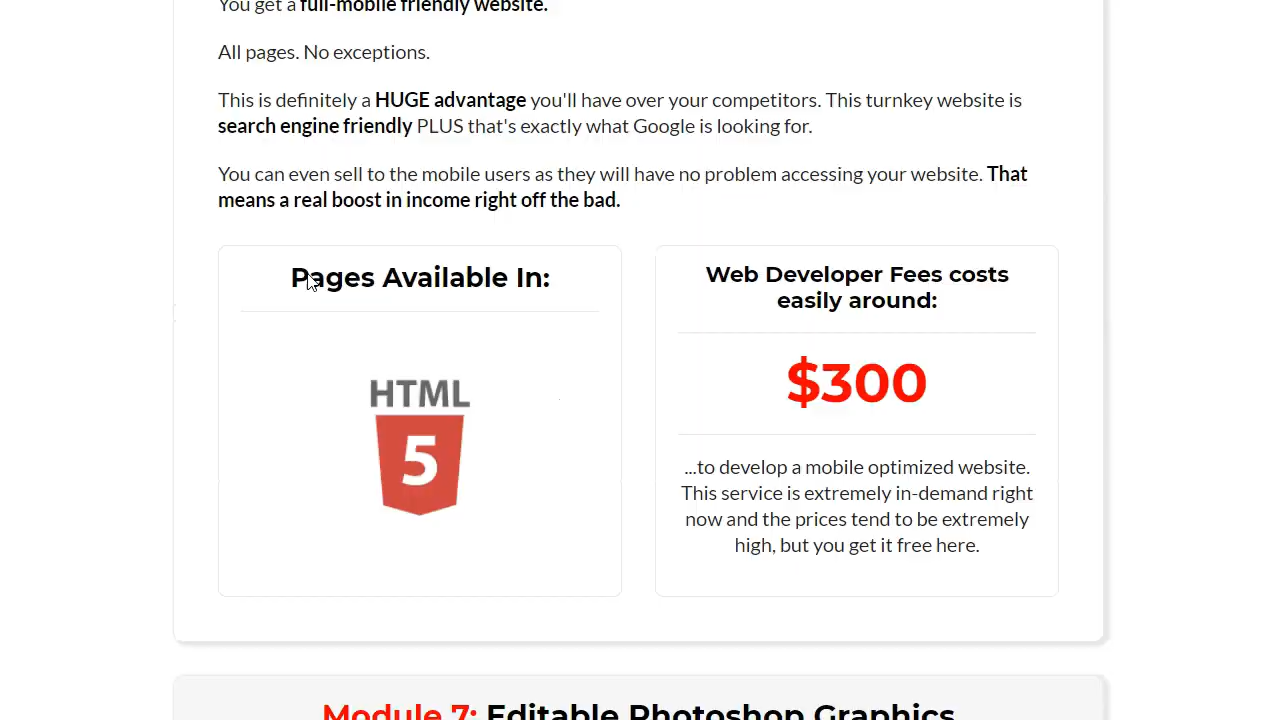 You get a full-mobile friendly website.
All pages. No exceptions.
This is definitely a HUGE advantage you'll have over your competitors. This turnkey website is
search engine friendly PLUS that's exactly what Google is looking for.
You can even sell to the mobile users as they will have no problem accessing your website. That
means a real boost in income right off the bad.
Pages Available In:
HTML
5
Web Developer Fees costs
easily around:
$300
...to develop a mobile optimized website.
This service is extremely in-demand right
now and the prices tend to be extremely
high, but you get it free here.
Module 7: Editable Photoshop Graphics